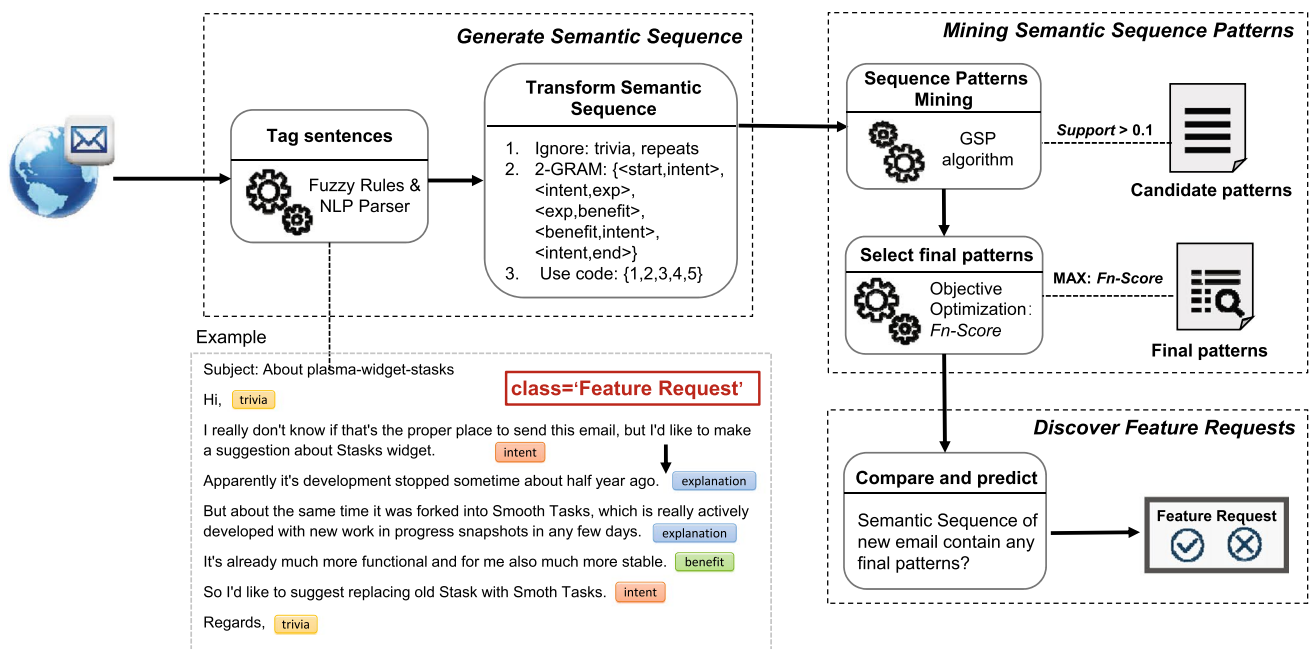 Generate Semantic Sequence
Tag sentences
Fuzzy Rules &
NLP Parser
Transform Semantic
Sequence
1. Ignore: trivia, repeats
2. 2-GRAM: {<start,intent>,
<intent,exp>,
<exp,benefit>,
<benefit,intent>,
<intent,end>}
3. Use code: {1,2,3,4,5}
Mining Semantic Sequence Patterns
Sequence Patterns
Mining
GSP
algorithm
Support > 0.1
Candidate patterns
Select final patterns
Objective
Optimization:
Fn-Score
MAX: Fn-Score
Final patterns
Example
Subject: About plasma-widget-stasks
class='Feature Request'
Hi, trivia
I really don't know if that's the proper place to send this email, but I'd like to make
a suggestion about Stasks widget. intent
Apparently it's development stopped sometime about half year ago. explanation
But about the same time it was forked into Smooth Tasks, which is really actively
developed with new work in progress snapshots in any few days. explanation
It's already much more functional and for me also much more stable. benefit
So I'd like to suggest replacing old Stask with Smoth Tasks. intent
Regards, trivia
Discover Feature Requests
Compare and predict
Semantic Sequence of
new email contain any
final patterns?
Feature Request